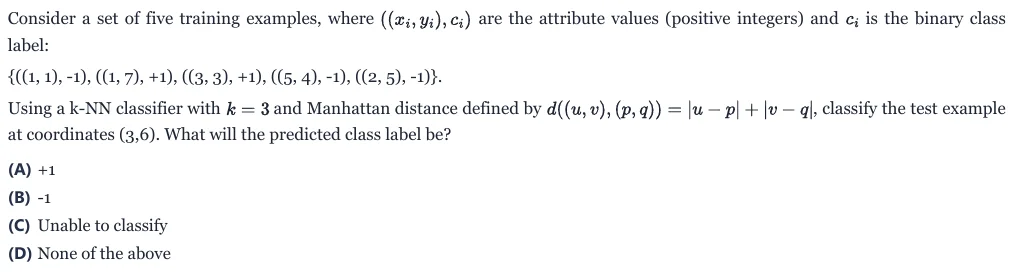 Consider a set of five training examples, where ((xᵢ, yᵢ), cᵢ) are the attribute values (positive integers) and cᵢ is the binary class
label:
{((1, 1), -1), ((1, 7), +1), ((3, 3), +1), ((5, 4), -1), ((2, 5), -1)}.
Using a k-NN classifier with k = 3 and Manhattan distance defined by d((u, v), (p, q)) = |u − p| + |v − q|, classify the test example
at coordinates (3,6). What will the predicted class label be?
(A) +1
(B) -1
(C) Unable to classify
(D) None of the above